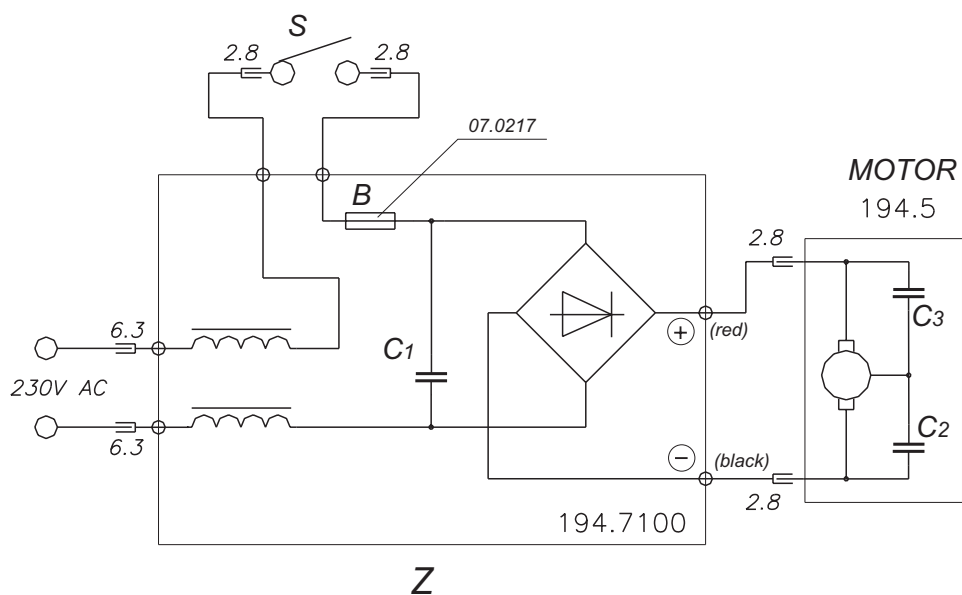 S
2.8
2.8
07.0217
B
MOTOR
194.5
2.8
6.3
C1
+
(red)
C3
230V AC
6.3
C2
−
(black)
2.8
194.7100
Z